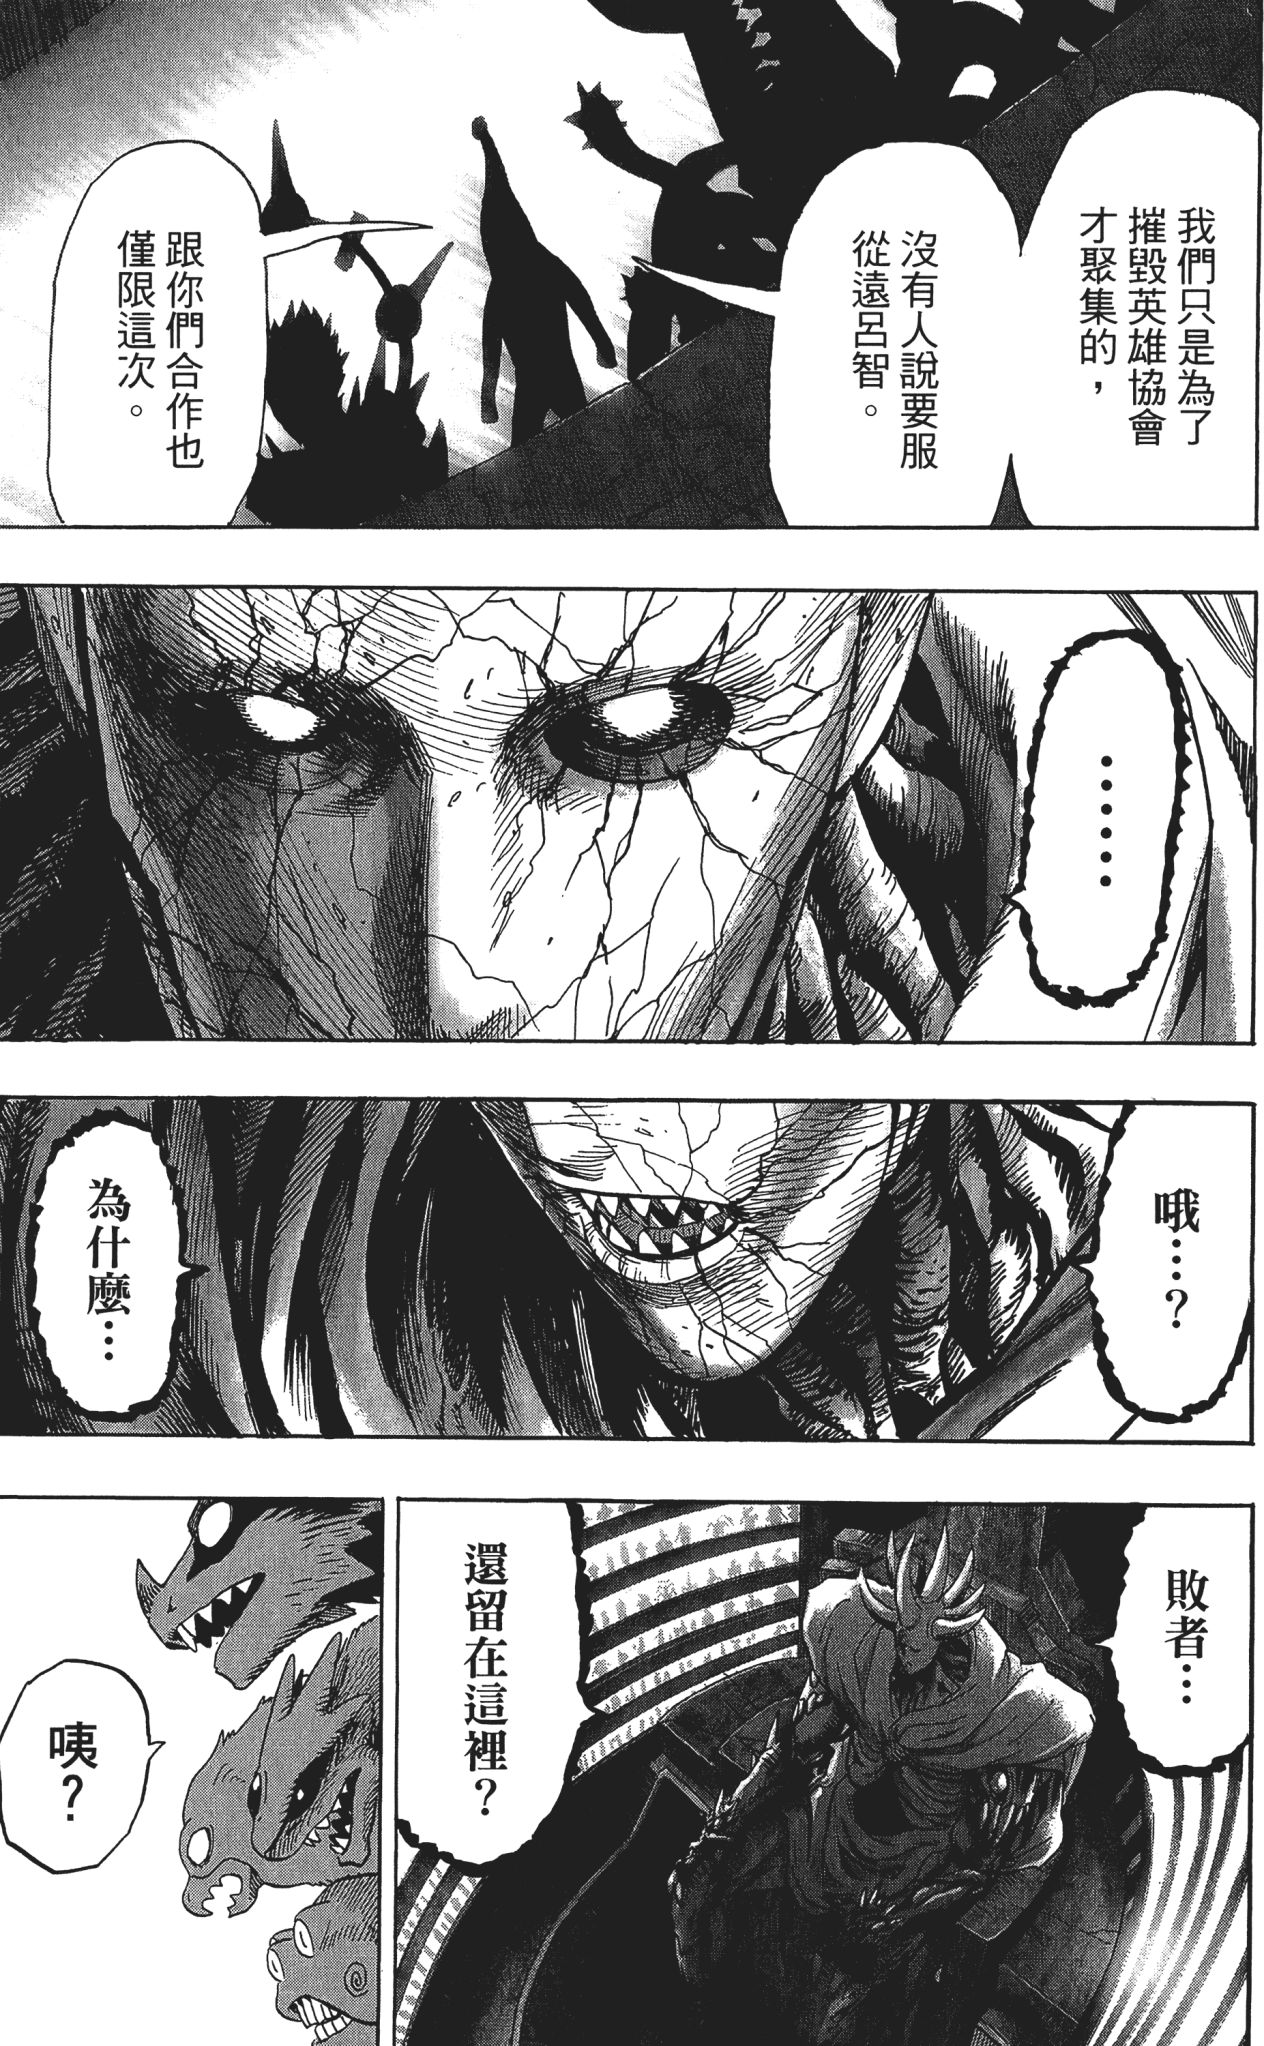 我們只是為了
摧毀英雄協會
才聚集的，
沒有人說要服
從遠呂智。
跟你們合作也
僅限這次。
……
哦……？
為什麼…
敗者…
還留在這裡？
咦？